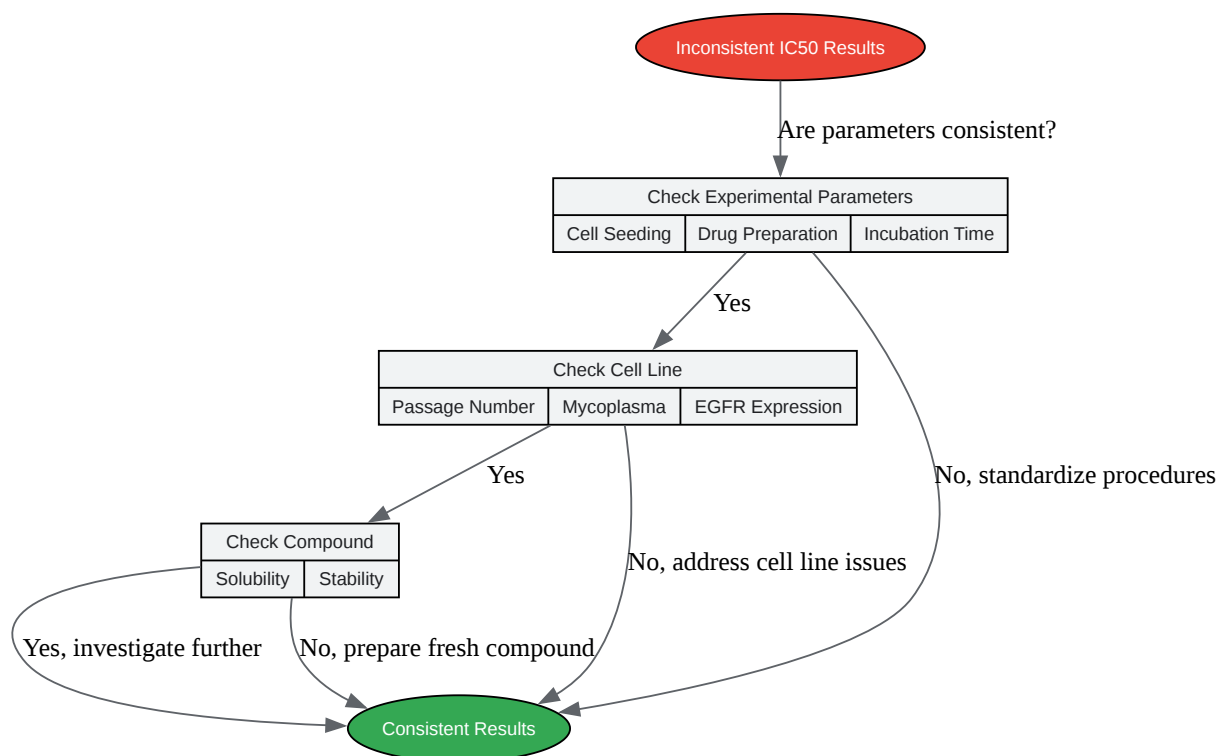 Inconsistent IC50 Results
Are parameters consistent?
Check Experimental Parameters
Cell Seeding
Drug Preparation
Incubation Time
Yes
Check Cell Line
Passage Number
Mycoplasma
EGFR Expression
Yes
No, standardize procedures
Check Compound
Solubility
Stability
No, address cell line issues
Yes, investigate further
No, prepare fresh compound
Consistent Results